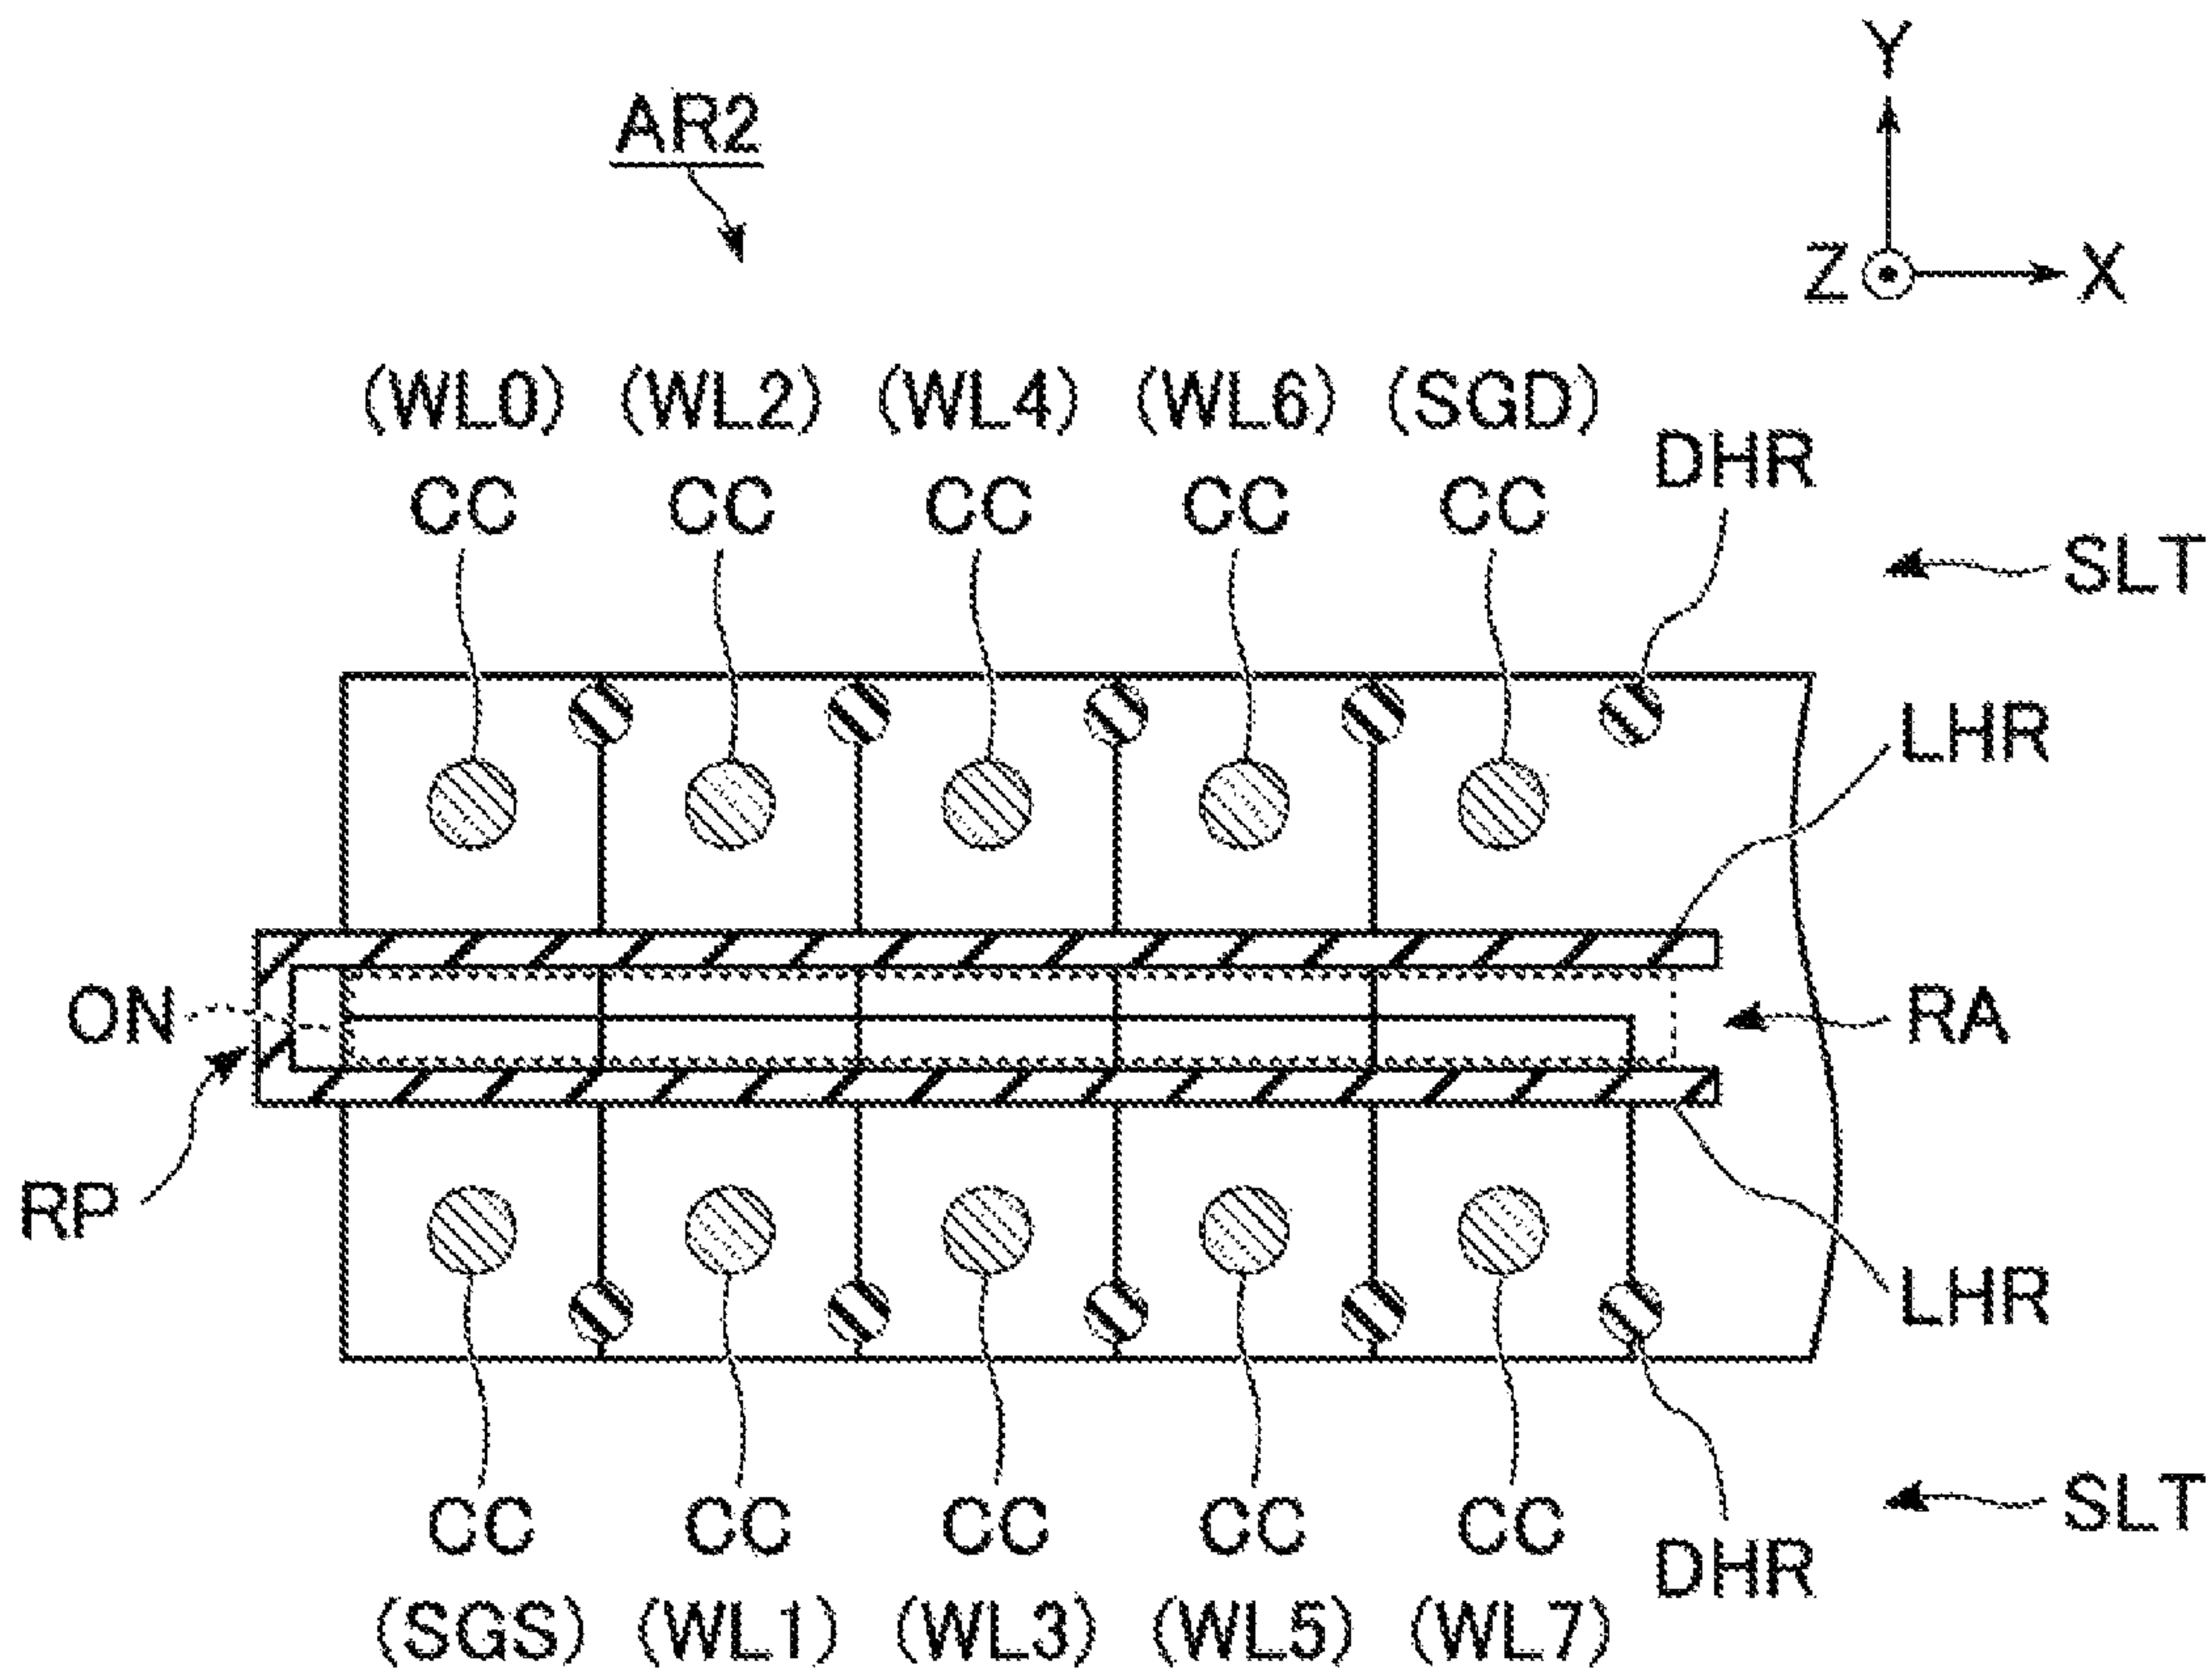 Y
AR2
Z X
(WL0) (WL2) (WL4) (WL6) (SGD)
DHR
CC CC CC CC CC
SLT
LHR
ON
RA
RP
LHR
SLT
CC CC CC CC CC
DHR
(SGS) (WL1) (WL3) (WL5) (WL7)